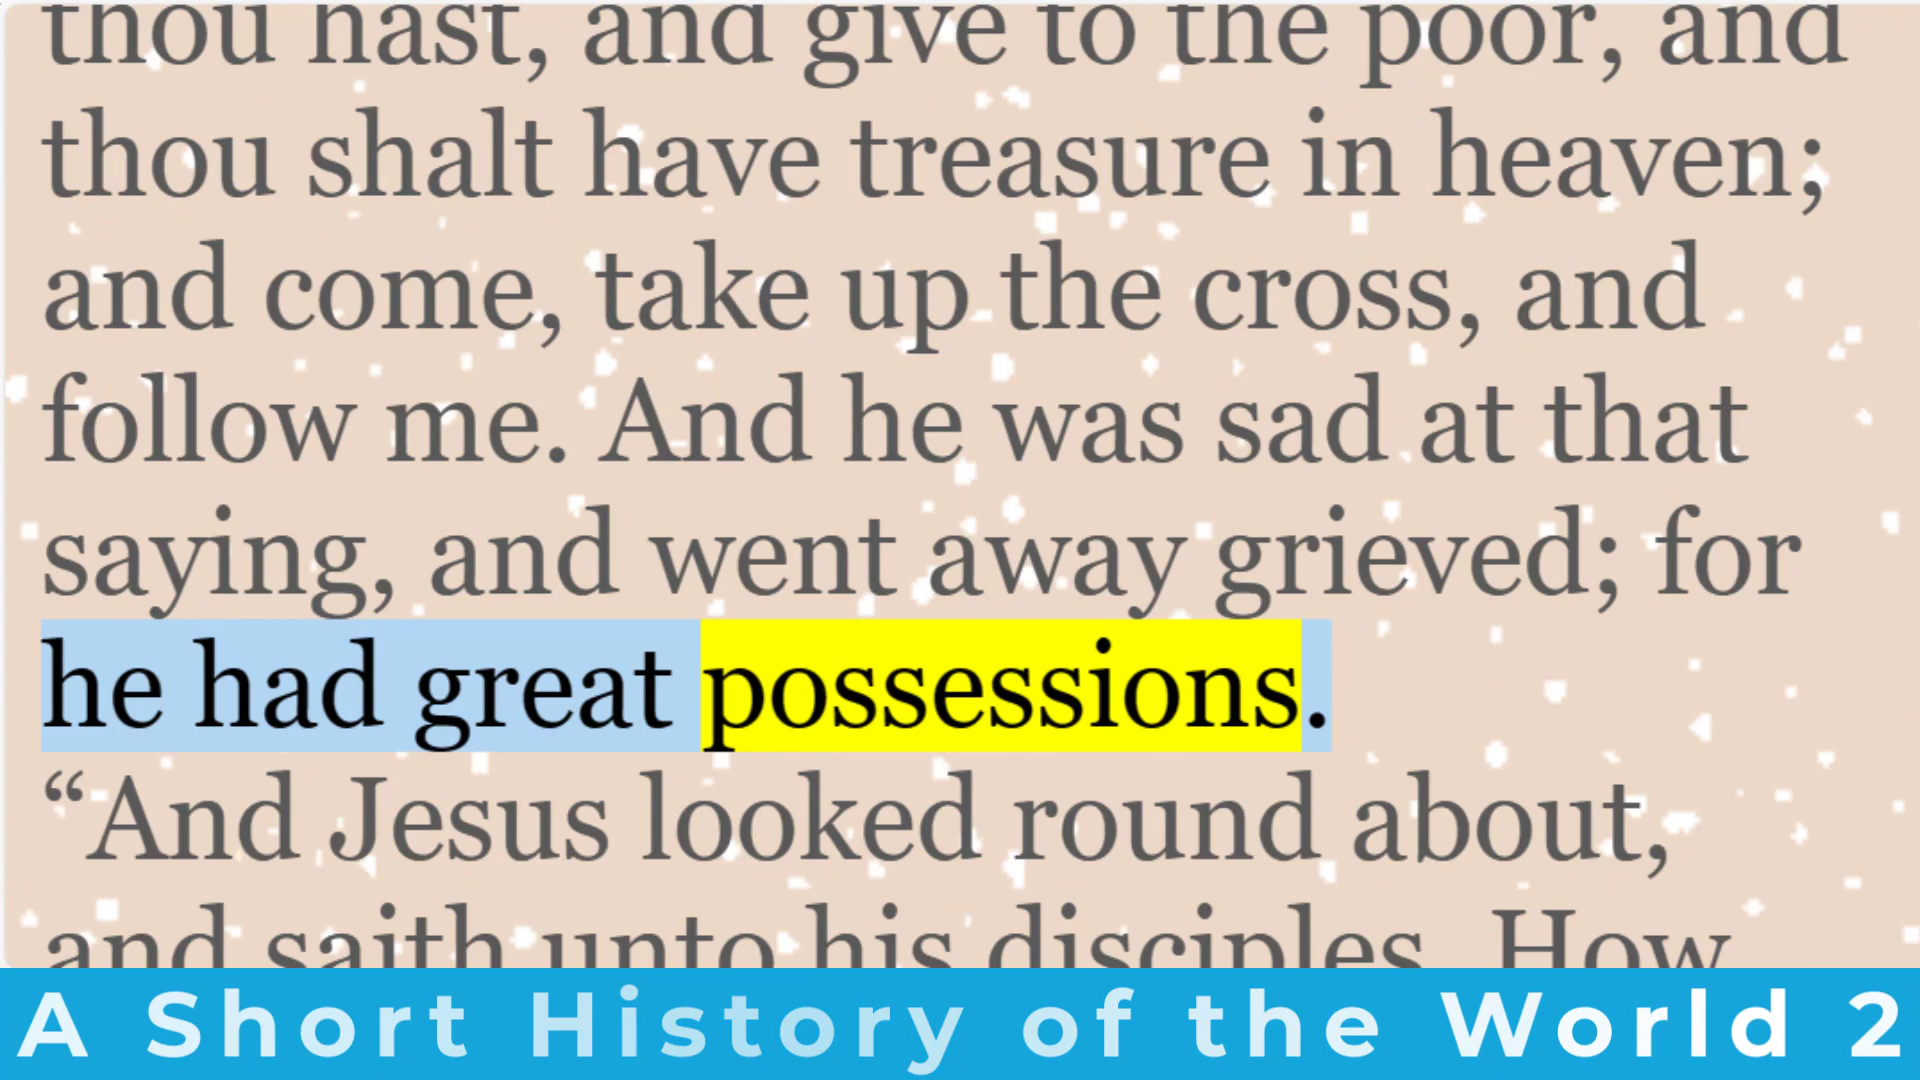 thou hast, and give to the poor, and
thou shalt have treasure in heaven;
and come, take up the cross, and
follow me. And he was sad at that
saying, and went away grieved; for
he had great possessions.
“And Jesus looked round about,
and saith unto his disciples, How
A Short History of the World 2